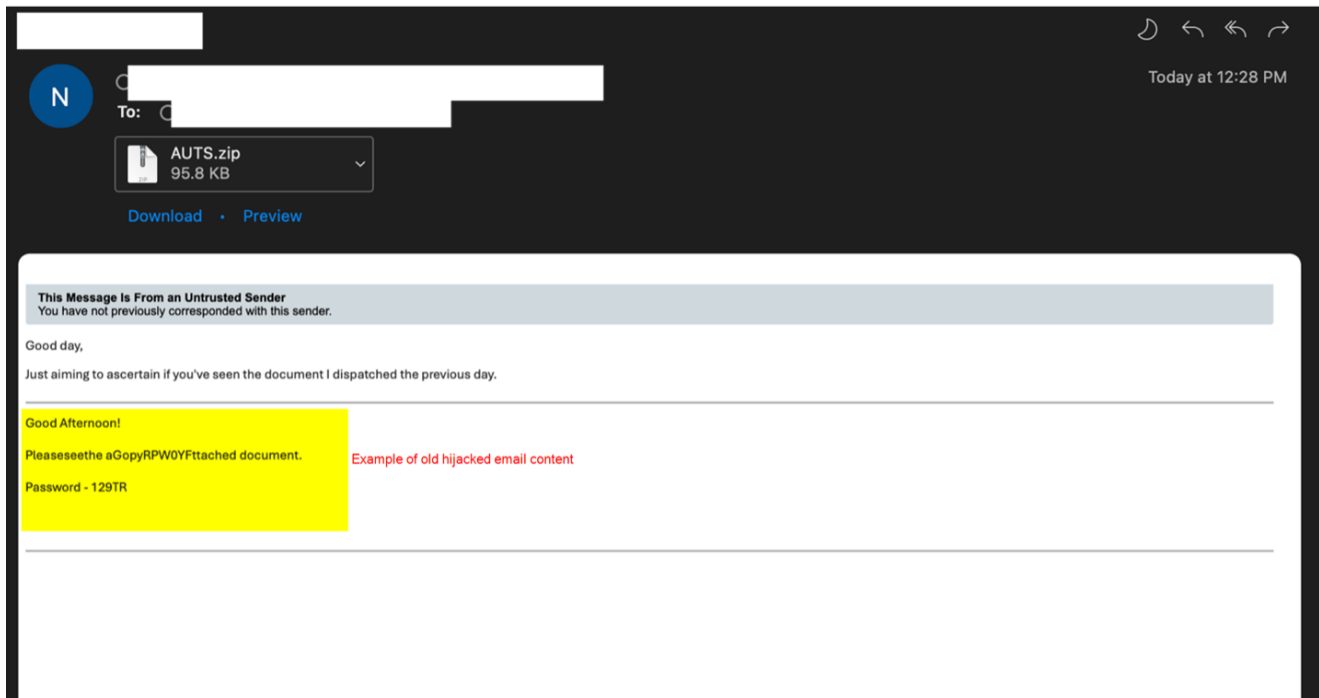 N
Today at 12:28 PM
To:
AUTS.zip
95.8 KB
ZIP
Download • Preview
This Message Is From an Untrusted Sender
You have not previously corresponded with this sender.
Good day,
Just aiming to ascertain if you've seen the document I dispatched the previous day.
Good Afternoon!
Pleaseseethe aGopyRPW0YFttached document.
Example of old hijacked email content
Password - 129TR